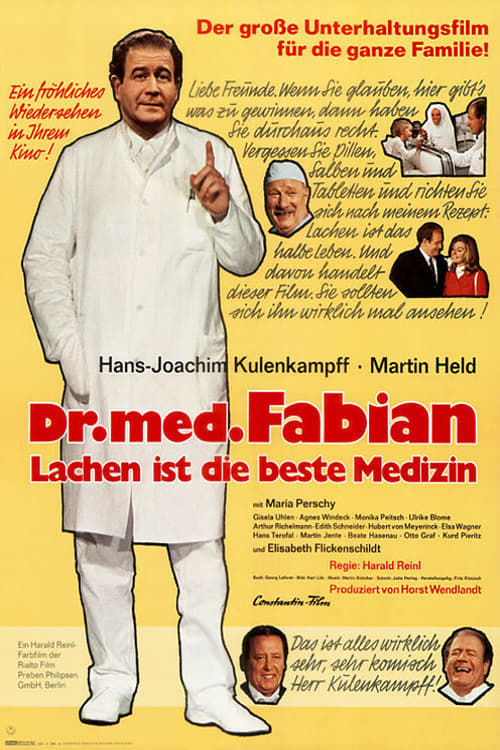 Der große Unterhaltungsfilm
für die ganze Familie!
Ein fröhliches
Wiedersehen
in Ihrem
Kino!
Liebe Freunde. Wenn Sie glauben, hier gibt's
was zu gewinnen, dann haben
Sie durchaus recht.
Vergessen Sie Pillen,
Salben und
Tabletten und richten Sie
sich nach meinem Rezept:
Lachen ist das
halbe Leben. Und
davon handelt
dieser Film. Sie sollten
sich ihn wirklich mal ansehen!
Hans-Joachim Kulenkampff · Martin Held
Dr.med.Fabian
Lachen ist die beste Medizin
mit Maria Perschy
Gisela Uhlen · Agnes Windeck · Monika Peitsch · Ulrike Blome
Arthur Richelmann · Edith Schneider · Hubert von Meyerinck · Elsa Wagner
Hans Terofal · Martin Jente · Beate Hasenau · Otto Graf · Kurd Pieritz
und Elisabeth Flickenschildt
Regie: Harald Reinl
Produziert von Horst Wendlandt
Constantin-Film
Ein Harald Reinl-
Farbfilm der
Rialto Film
Preben Philipsen
GmbH, Berlin
Das ist alles wirklich
sehr, sehr komisch
Herr Kulenkampff!